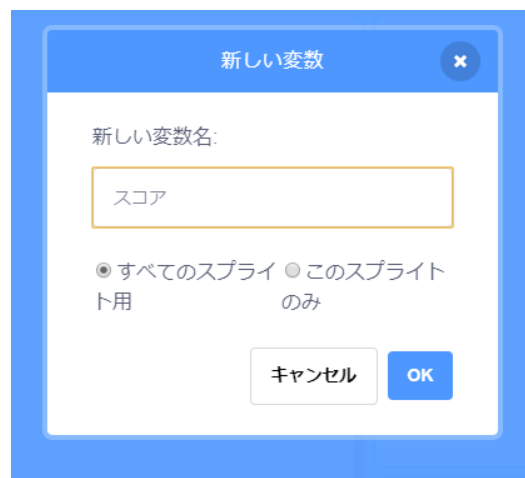 新しい変数
新しい変数名:
スコア
すべてのスプライ
ト用
このスプライト
のみ
キャンセル
OK